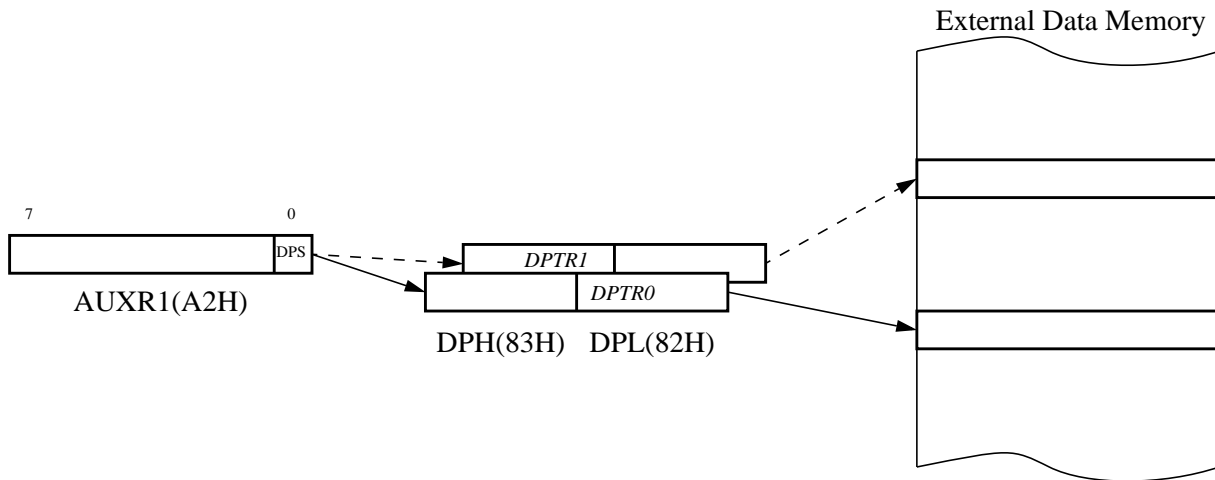 External Data Memory
7 0
DPS
DPTR1
AUXR1(A2H)
DPTR0
DPH(83H) DPL(82H)